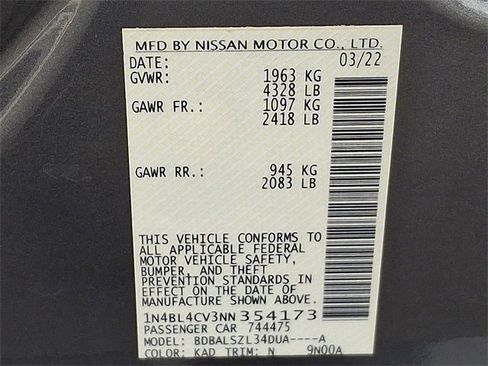 MFD BY NISSAN MOTOR CO., LTD.
DATE: 03/22
GVWR: 1963 KG
4328 LB
GAWR FR.: 1097 KG
2418 LB
GAWR RR.: 945 KG
2083 LB
THIS VEHICLE CONFORMS TO
ALL APPLICABLE FEDERAL
MOTOR VEHICLE SAFETY,
BUMPER, AND THEFT
PREVENTION STANDARDS IN
EFFECT ON THE DATE OF
MANUFACTURE SHOWN ABOVE.
1N4BL4CV3NN 354173
PASSENGER CAR 744475
MODEL: BDBALSZL34DUA----A
COLOR: KAD TRIM: N 9N00A